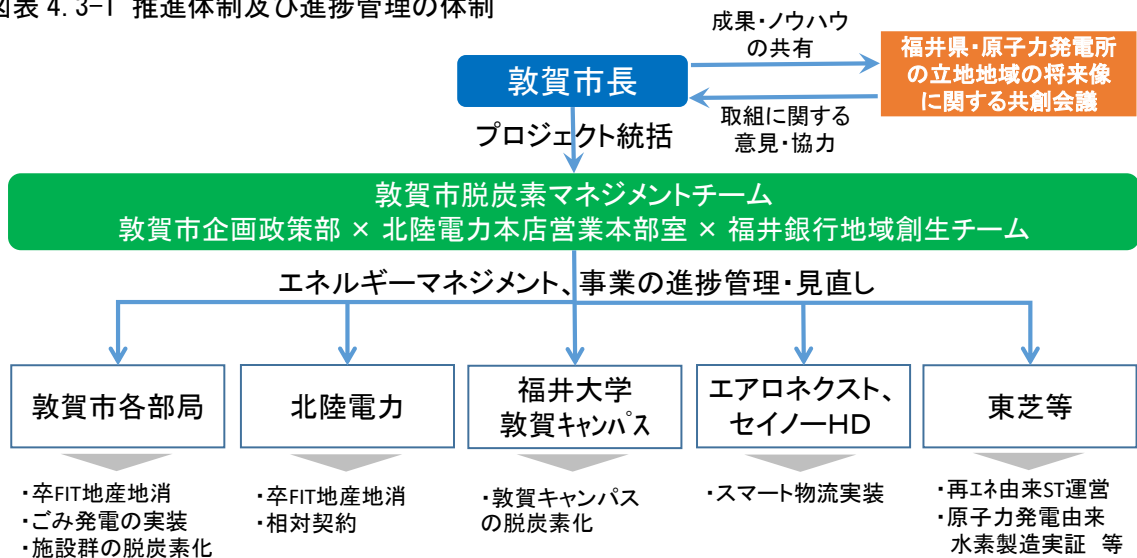 図表 4.3-1 推進体制及び進捗管理の体制
成果・ノウハウ
の共有
敦賀市長
福井県・原子力発電所
の立地地域の将来像
に関する共創会議
取組に関する
意見・協力
プロジェクト統括
敦賀市脱炭素マネジメントチーム
敦賀市企画政策部 × 北陸電力本店営業本部室 × 福井銀行地域創生チーム
エネルギーマネジメント、事業の進捗管理・見直し
敦賀市各部局
北陸電力
福井大学
敦賀キャンパス
エアロネクスト、
セイノーHD
東芝等
・卒FIT地産地消
・ごみ発電の実装
・施設群の脱炭素化
・卒FIT地産地消
・相対契約
・敦賀キャンパス
の脱炭素化
・スマート物流実装
・再エネ由来ST運営
・原子力発電由来
水素製造実証 等